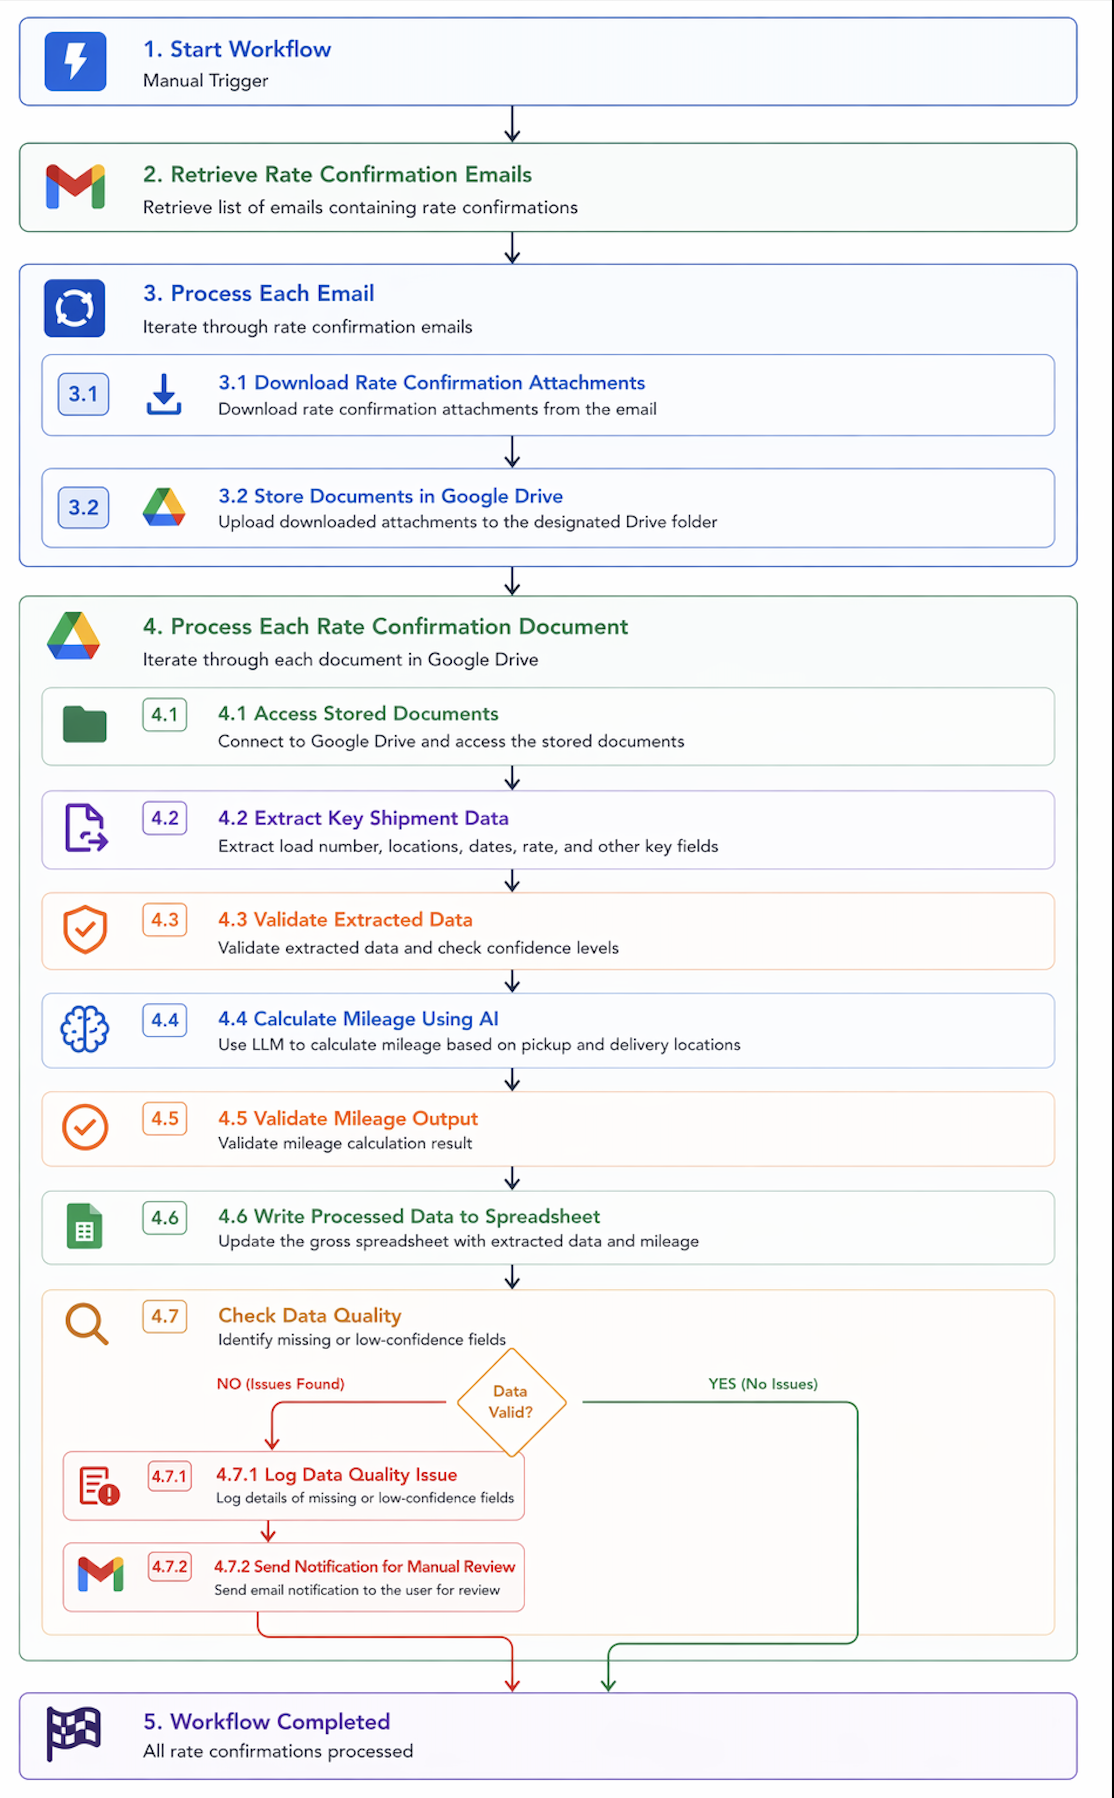 1. Start Workflow
Manual Trigger
2. Retrieve Rate Confirmation Emails
Retrieve list of emails containing rate confirmations
3. Process Each Email
Iterate through rate confirmation emails
3.1
3.1 Download Rate Confirmation Attachments
Download rate confirmation attachments from the email
3.2
3.2 Store Documents in Google Drive
Upload downloaded attachments to the designated Drive folder
4. Process Each Rate Confirmation Document
Iterate through each document in Google Drive
4.1
4.1 Access Stored Documents
Connect to Google Drive and access the stored documents
4.2
4.2 Extract Key Shipment Data
Extract load number, locations, dates, rate, and other key fields
4.3
4.3 Validate Extracted Data
Validate extracted data and check confidence levels
4.4
4.4 Calculate Mileage Using AI
Use LLM to calculate mileage based on pickup and delivery locations
4.5
4.5 Validate Mileage Output
Validate mileage calculation result
4.6
4.6 Write Processed Data to Spreadsheet
Update the gross spreadsheet with extracted data and mileage
4.7
Check Data Quality
Identify missing or low-confidence fields
NO (Issues Found)
Data
Valid?
YES (No Issues)
4.7.1
4.7.1 Log Data Quality Issue
Log details of missing or low-confidence fields
4.7.2
4.7.2 Send Notification for Manual Review
Send email notification to the user for review
5. Workflow Completed
All rate confirmations processed